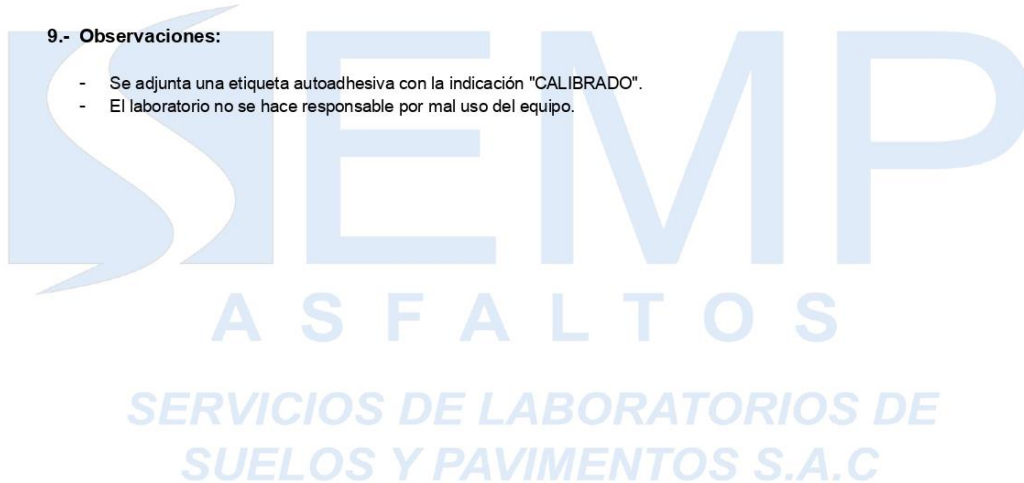 9.- Observaciones:
- Se adjunta una etiqueta autoadhesiva con la indicación "CALIBRADO".
- El laboratorio no se hace responsable por mal uso del equipo.
SEMP
ASFALTOS
SERVICIOS DE LABORATORIOS DE
SUELOS Y PAVIMENTOS S.A.C